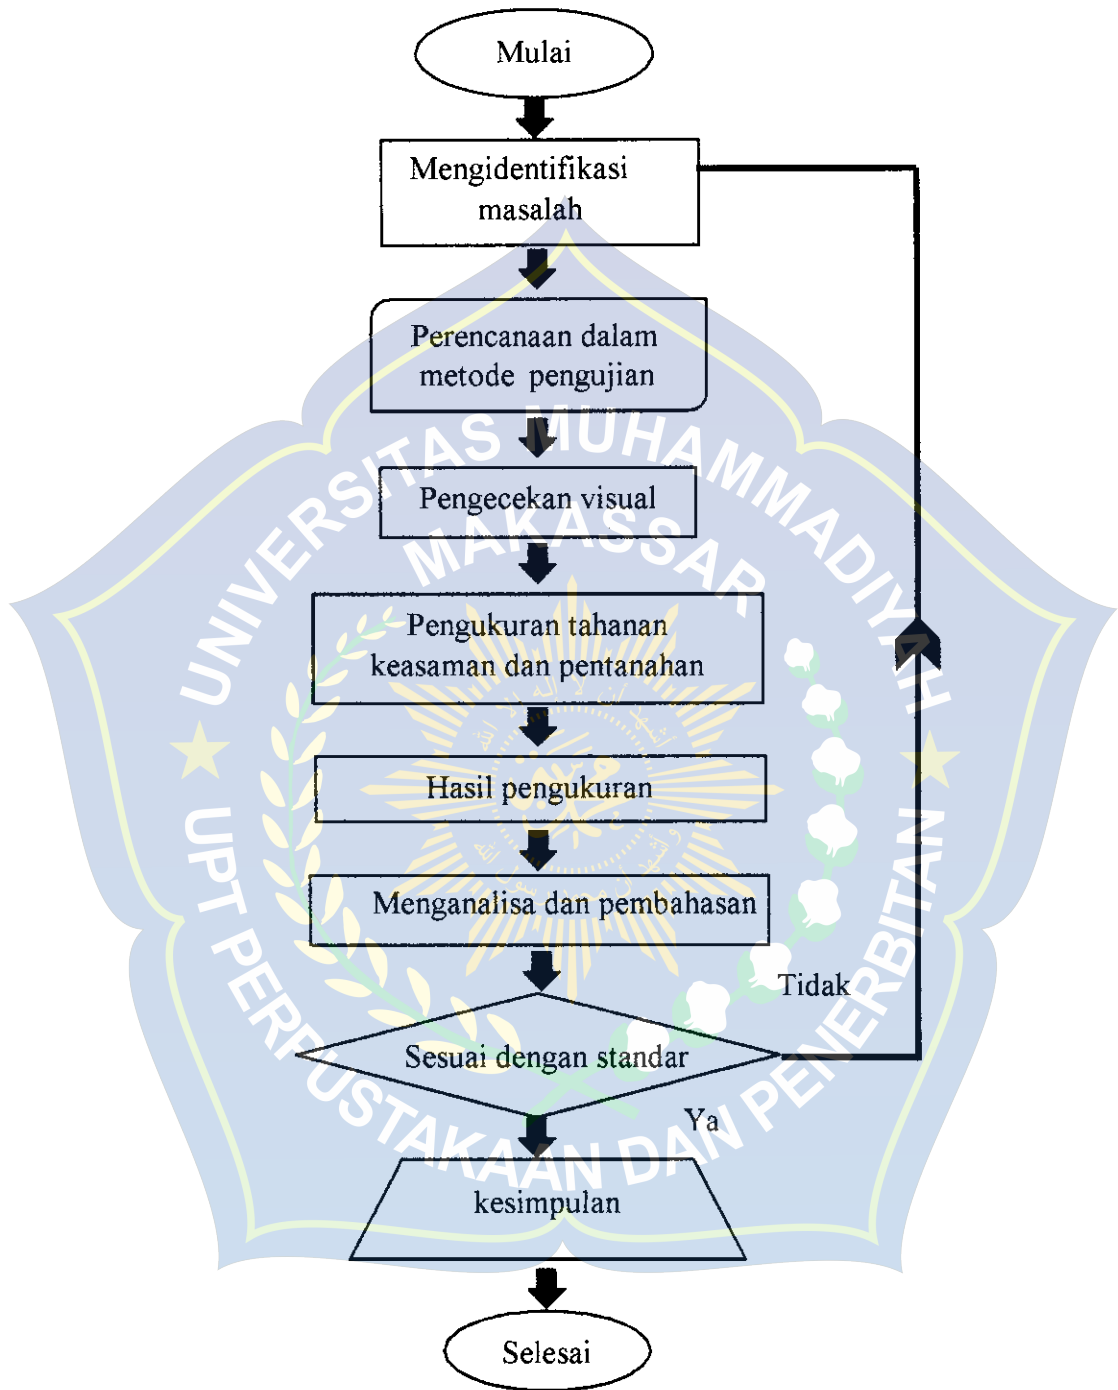 Mulai
Mengidentifikasi
masalah
Perencanaan dalam
metode pengujian
UNIVERSITAS MUHAMMADIYAH
MAKASSAR
Pengecekan visual
Pengukuran tahanan
keasaman dan pentanahan
Hasil pengukuran
Menganalisa dan pembahasan
Tidak
Sesuai dengan standar
Ya
UPT PERPUSTAKAAN DAN PENERBITAN
kesimpulan
Selesai